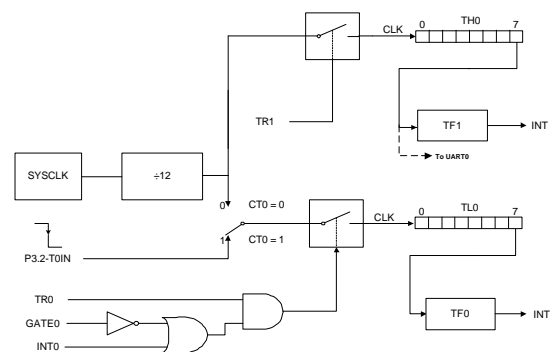 0 TH0 7
CLK
TR1
TF1
INT
To UART0
SYSCLK
÷12
0
CT0 = 0
1
CT0 = 1
P3.2-T0IN
CLK
0 TL0 7
TR0
GATE0
INT0
TF0
INT